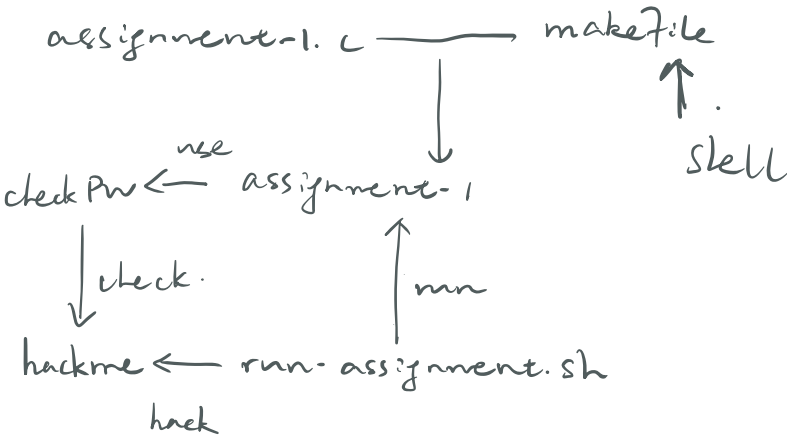 assignment-1.c makefile
shell
use
checkPw assignment-1
check.
run
hackme run-assignment.sh
hack